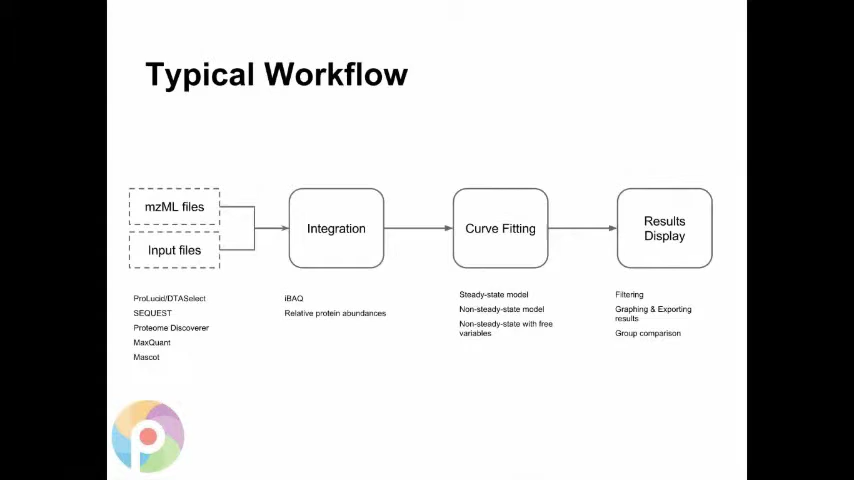 Typical Workflow
mzML files
Input files
Integration
Curve Fitting
Results
Display
ProLucid/DTASelect
SEQUEST
Proteome Discoverer
MaxQuant
Mascot
iBAQ
Relative protein abundances
Steady-state model
Non-steady-state model
Non-steady-state with free
variables
Filtering
Graphing & Exporting
results
Group comparison
p